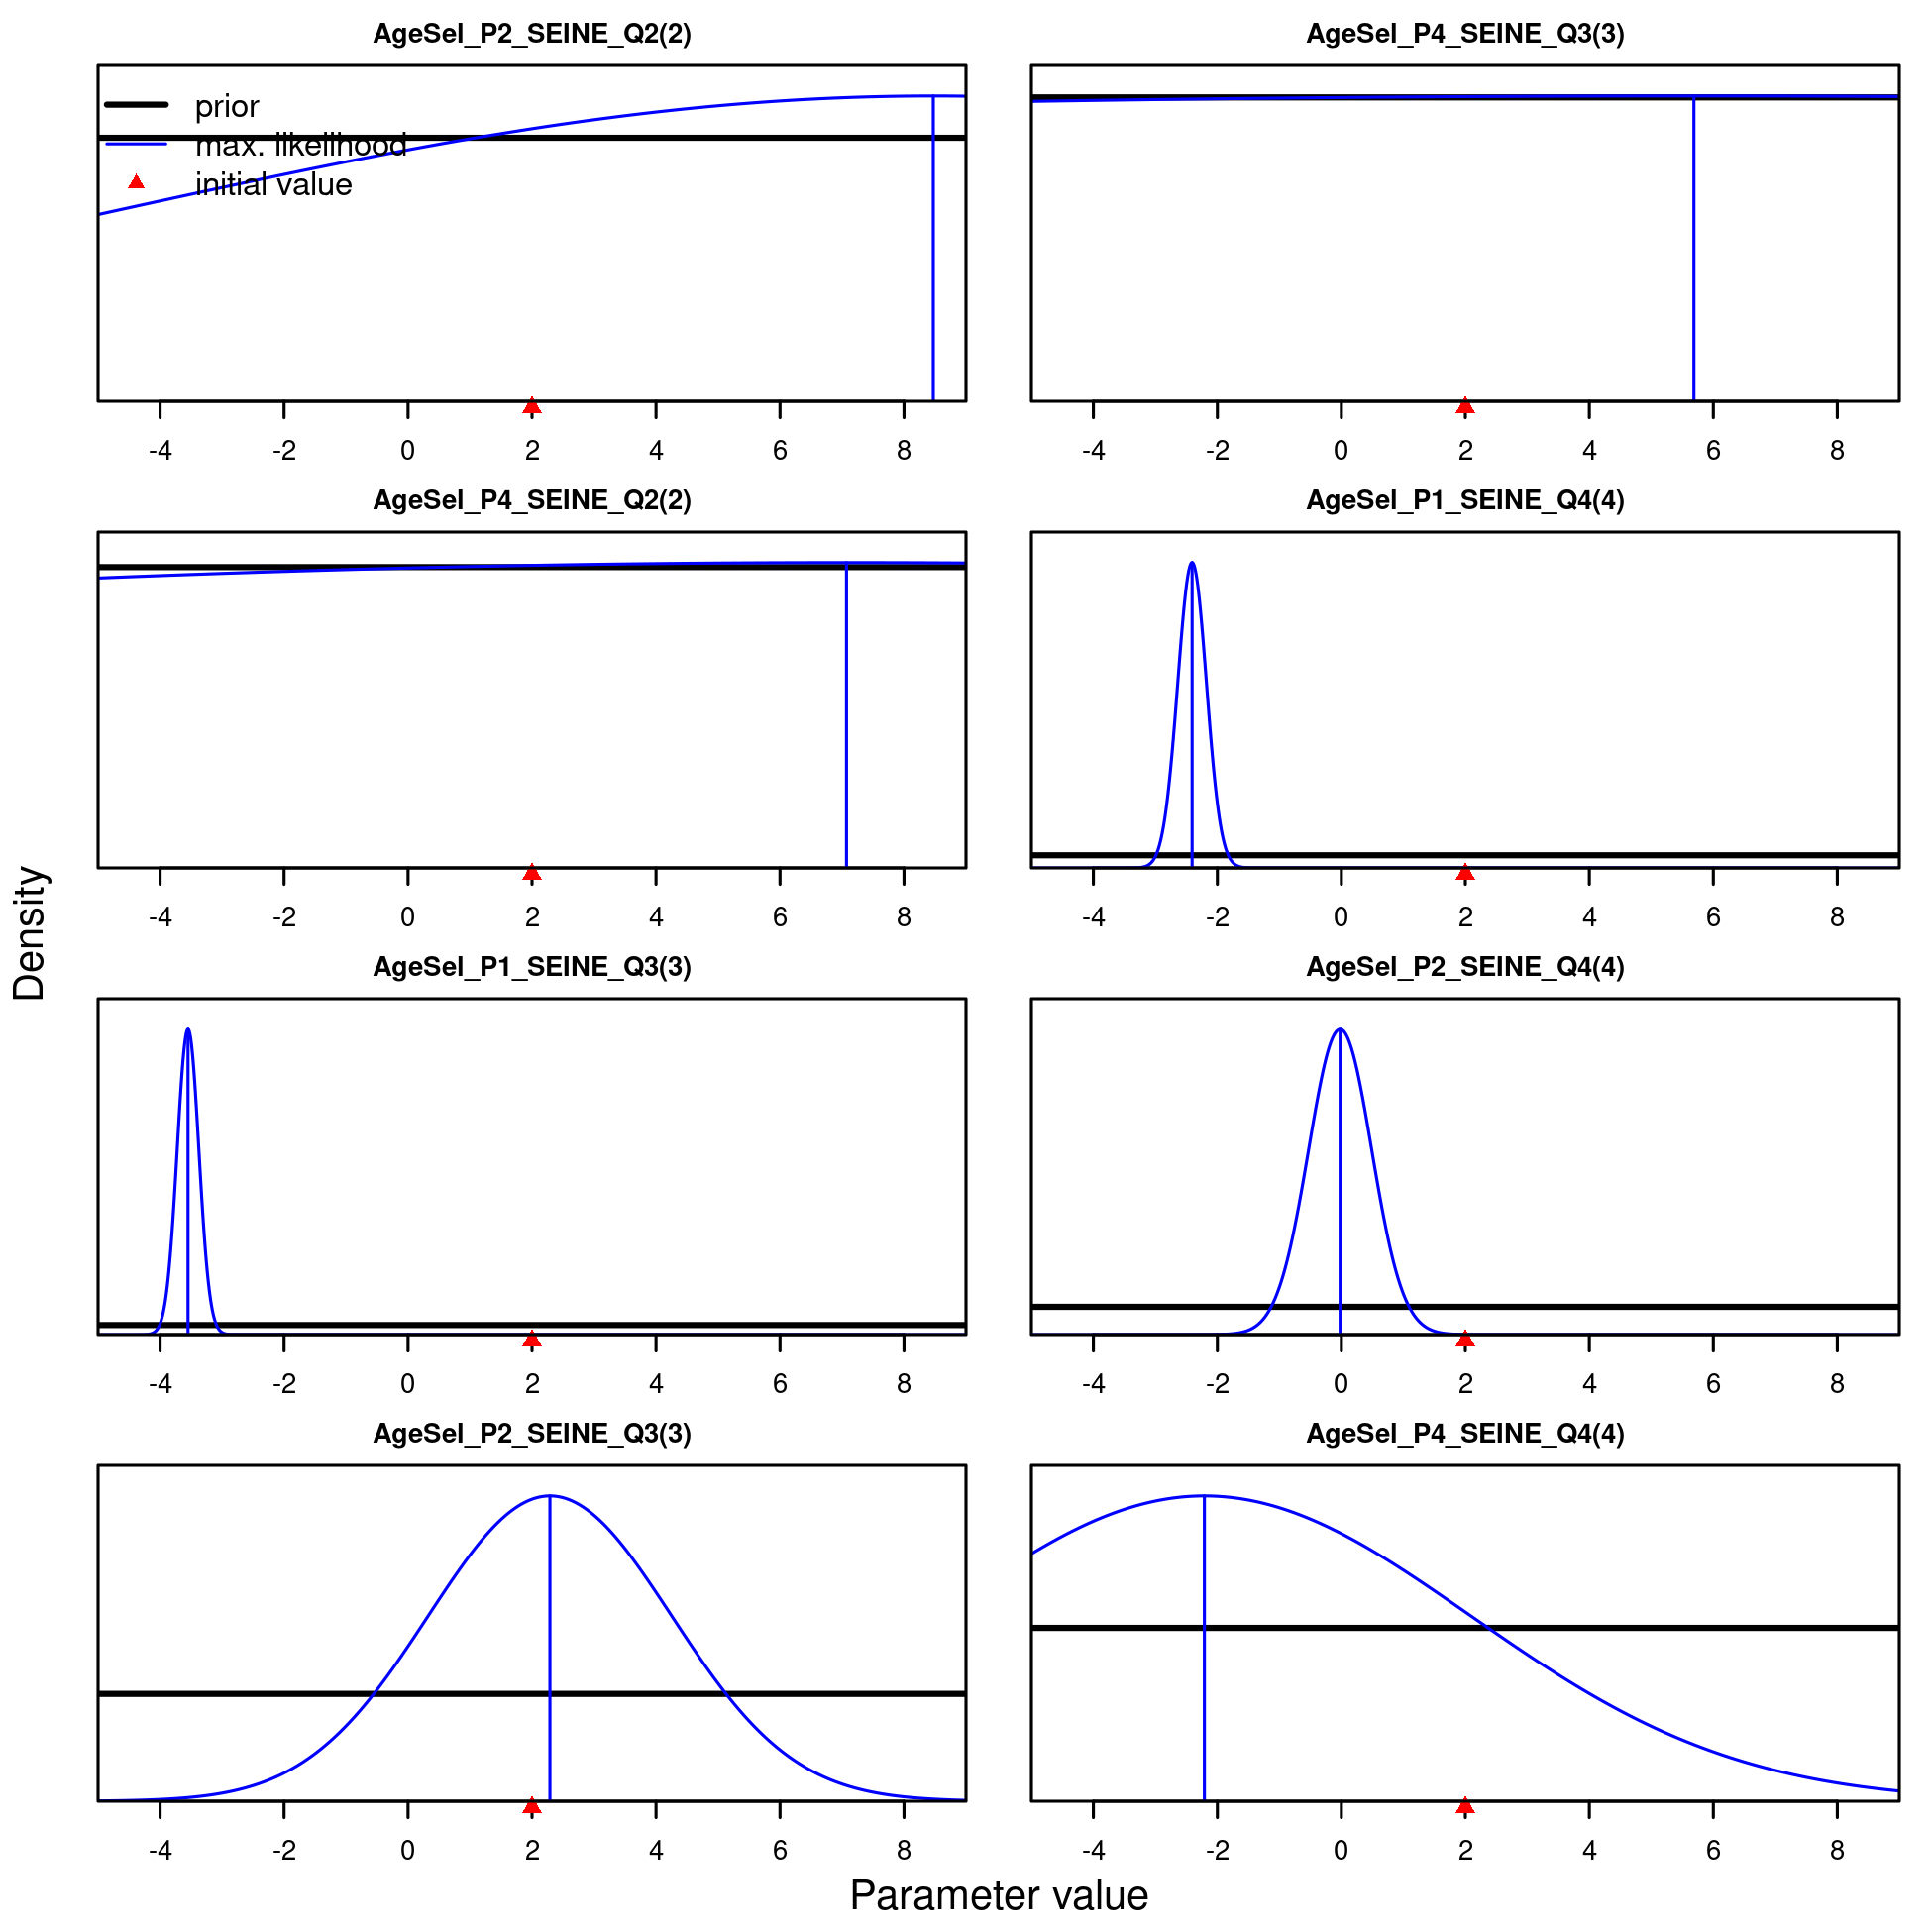 AgeSel_P2_SEINE_Q2(2)
prior
max. likelihood
initial value
-4 -2 0 2 4 6 8
AgeSel_P4_SEINE_Q3(3)
-4 -2 0 2 4 6 8
AgeSel_P4_SEINE_Q2(2)
-4 -2 0 2 4 6 8
AgeSel_P1_SEINE_Q4(4)
-4 -2 0 2 4 6 8
AgeSel_P1_SEINE_Q3(3)
-4 -2 0 2 4 6 8
AgeSel_P2_SEINE_Q4(4)
-4 -2 0 2 4 6 8
AgeSel_P2_SEINE_Q3(3)
-4 -2 0 2 4 6 8
AgeSel_P4_SEINE_Q4(4)
-4 -2 0 2 4 6 8
Density
Parameter value